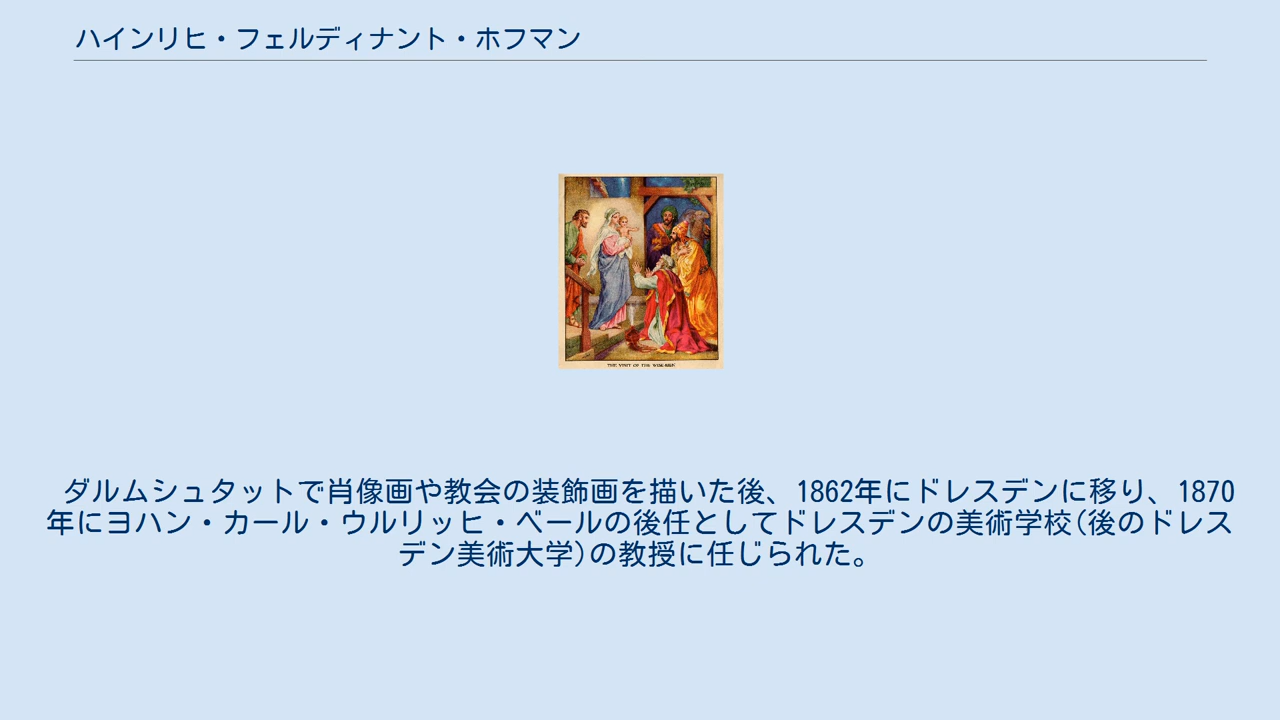 ハインリヒ・フェルディナント・ホフマン
THE VISIT OF THE WISE MEN
ダルムシュタットで肖像画や教会の装飾画を描いた後、1862年にドレスデンに移り、1870
年にヨハン・カール・ウルリッヒ・ベールの後任としてドレスデンの美術学校(後のドレス
デン美術大学)の教授に任じられた。